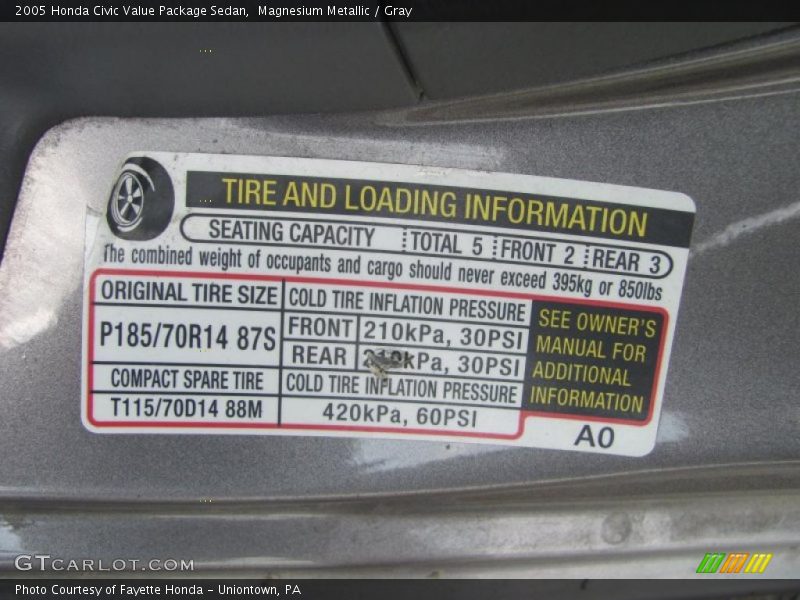 2005 Honda Civic Value Package Sedan, Magnesium Metallic / Gray
TIRE AND LOADING INFORMATION
SEATING CAPACITY TOTAL 5 FRONT 2 REAR 3
The combined weight of occupants and cargo should never exceed 395kg or 850lbs
ORIGINAL TIRE SIZE
P185/70R14 87S
COLD TIRE INFLATION PRESSURE
FRONT 210kPa, 30PSI
REAR 210kPa, 30PSI
COMPACT SPARE TIRE
T115/70D14 88M
COLD TIRE INFLATION PRESSURE
420kPa, 60PSI
SEE OWNER'S
MANUAL FOR
ADDITIONAL
INFORMATION
A0
GTCARLOT.COM
Photo Courtesy of Fayette Honda - Uniontown, PA